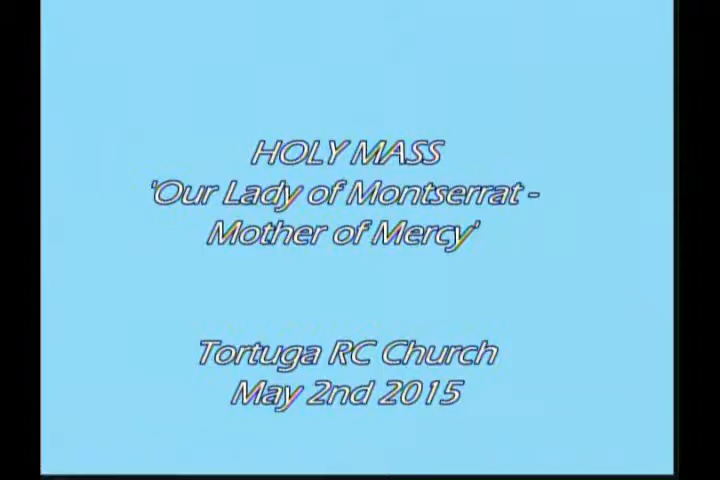 HOLY MASS
'Our Lady of Montserrat -
Mother of Mercy'
Tortuga RC Church
May 2nd 2015